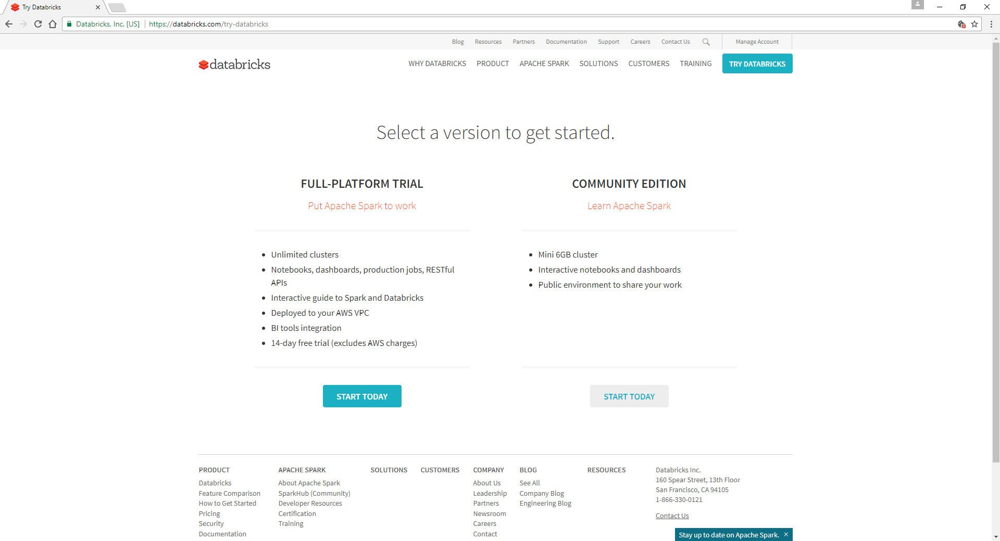 Try Databricks
Databricks, Inc. [US] https://databricks.com/try-databricks
Blog Resources Partners Documentation Support Careers Contact Us Manage Account
databricks WHY DATABRICKS PRODUCT APACHE SPARK SOLUTIONS CUSTOMERS TRAINING TRY DATABRICKS
Select a version to get started.
FULL-PLATFORM TRIAL
Put Apache Spark to work
Unlimited clusters
Notebooks, dashboards, production jobs, RESTful
APIs
Interactive guide to Spark and Databricks
Deployed to your AWS VPC
BI tools integration
14-day free trial (excludes AWS charges)
START TODAY
COMMUNITY EDITION
Learn Apache Spark
Mini 6GB cluster
Interactive notebooks and dashboards
Public environment to share your work
START TODAY
PRODUCT
Databricks
Feature Comparison
How to Get Started
Pricing
Security
Documentation
APACHE SPARK
About Apache Spark
SparkHub (Community)
Developer Resources
Certification
Training
SOLUTIONS
CUSTOMERS
COMPANY
About Us
Leadership
Partners
Newsroom
Careers
Contact
BLOG
See All
Company Blog
Engineering Blog
RESOURCES
Databricks Inc.
160 Spear Street, 13th Floor
San Francisco, CA 94105
1-866-330-0121
Contact Us
Stay up to date on Apache Spark. ×